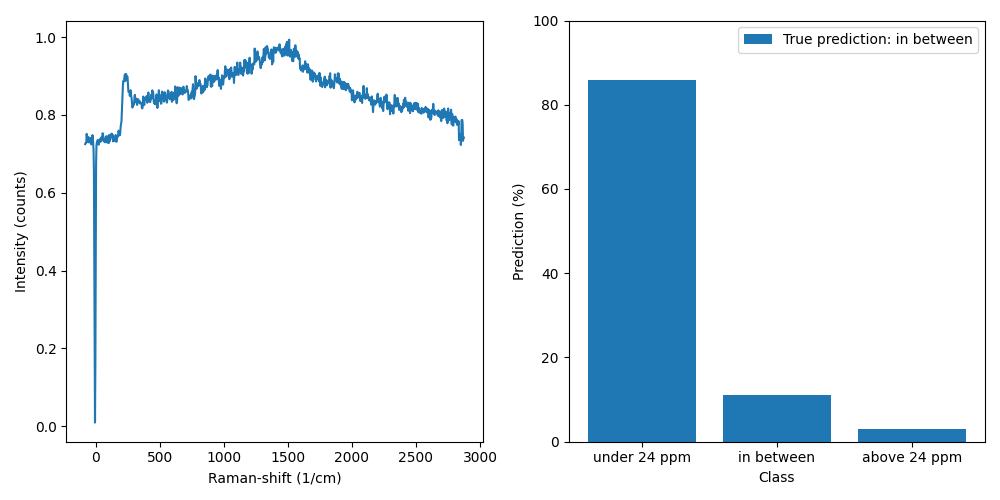 1.0
0.8
0.6
0.4
0.2
0.0
Intensity (counts)
0 500 1000 1500 2000 2500 3000
Raman-shift (1/cm)
100
80
60
40
20
0
Prediction (%)
True prediction: in between
under 24 ppm in between above 24 ppm
Class